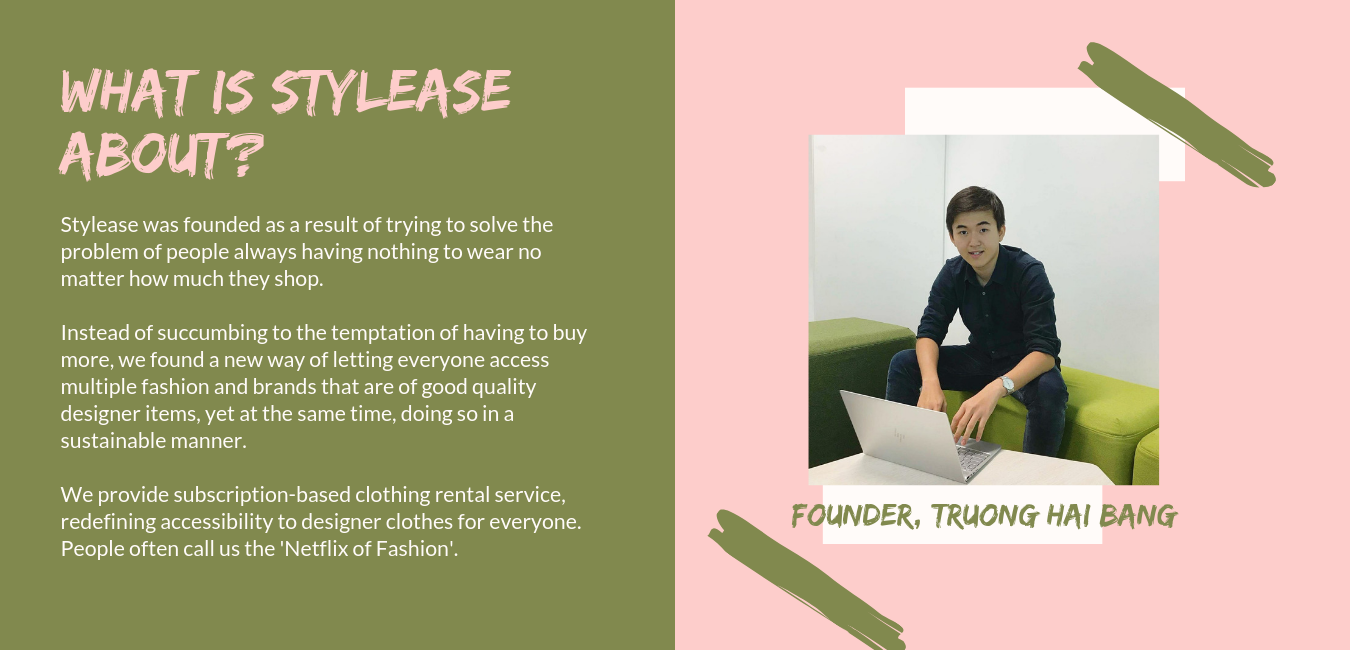 WHAT IS STYLEASE
ABOUT?
Stylease was founded as a result of trying to solve the
problem of people always having nothing to wear no
matter how much they shop.
Instead of succumbing to the temptation of having to buy
more, we found a new way of letting everyone access
multiple fashion and brands that are of good quality
designer items, yet at the same time, doing so in a
sustainable manner.
We provide subscription-based clothing rental service,
redefining accessibility to designer clothes for everyone.
People often call us the 'Netflix of Fashion'.
hp
FOUNDER, TRUONG HAI BANG